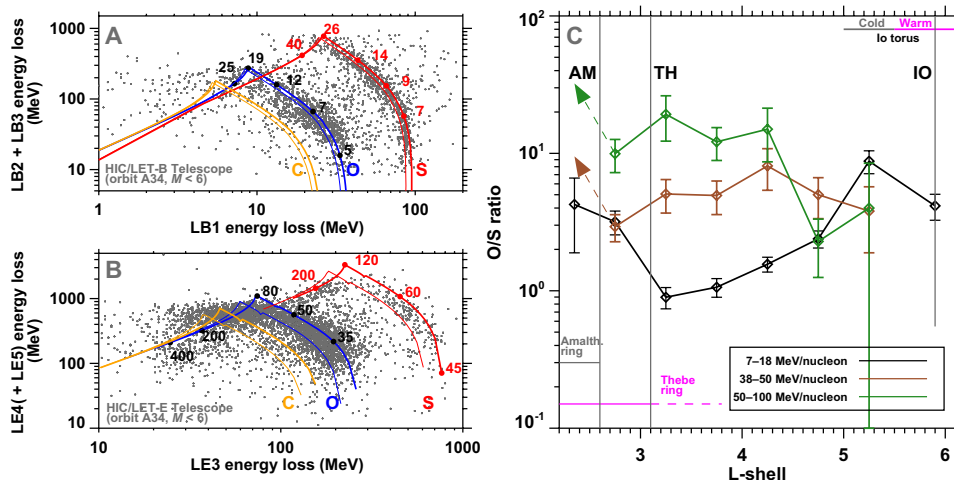 A
LB2 + LB3 energy loss
(MeV)
1000
100
10
26
40
14
9
7
25
19
12
7
5
C
O
S
HIC/LET-B Telescope
(orbit A34, M < 6)
1
10
100
LB1 energy loss (MeV)
B
LE4( + LE5) energy loss
(MeV)
1000
100
10
120
200
60
45
80
50
35
200
400
C
O
S
HIC/LET-E Telescope
(orbit A34, M < 6)
10
100
1000
LE3 energy loss (MeV)
C
O/S ratio
10²
10¹
10⁰
10⁻¹
Cold
Warm
Io torus
AM
TH
IO
Amalth.
ring
Thebe
ring
7–18 MeV/nucleon
38–50 MeV/nucleon
50–100 MeV/nucleon
3
4
5
6
L-shell